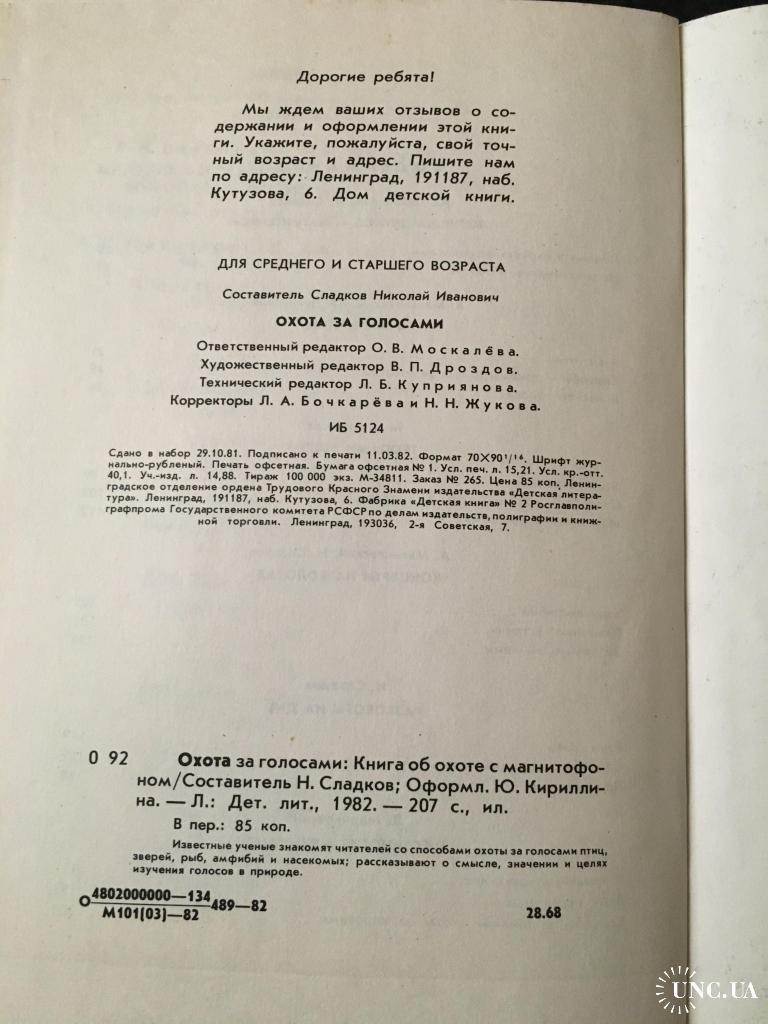 Дорогие ребята!
Мы ждем ваших отзывов о со-
держании и оформлении этой кни-
ги. Укажите, пожалуйста, свой точ-
ный возраст и адрес. Пишите нам
по адресу: Ленинград, 191187, наб.
Кутузова, 6. Дом детской книги.
ДЛЯ СРЕДНЕГО И СТАРШЕГО ВОЗРАСТА
Составитель Сладков Николай Иванович
ОХОТА ЗА ГОЛОСАМИ
Ответственный редактор О. В. Москалёва.
Художественный редактор В. П. Дроздов.
Технический редактор Л. Б. Куприянова.
Корректоры Л. А. Бочкарёва и Н. Н. Жукова.
ИБ 5124
Сдано в набор 29.10.81. Подписано к печати 11.03.82. Формат 70×90¹/₁₆. Шрифт жур-
нально-рубленый. Печать офсетная. Бумага офсетная № 1. Усл. печ. л. 15,21. Усл. кр.-отт.
40,1. Уч.-изд. л. 14,88. Тираж 100 000 экз. М-34811. Заказ № 265. Цена 85 коп. Ленин-
градское отделение ордена Трудового Красного Знамени издательства «Детская литера-
тура». Ленинград, 191187, наб. Кутузова, 6. Фабрика «Детская книга» № 2 Росглавполи-
графпрома Государственного комитета РСФСР по делам издательств, полиграфии и книж-
ной торговли. Ленинград, 193036, 2-я Советская, 7.
О 92 Охота за голосами: Книга об охоте с магнитофо-
ном/Составитель Н. Сладков; Оформл. Ю. Кирилли-
на. — Л.: Дет. лит., 1982. — 207 с., ил.
В пер.: 85 коп.
Известные ученые знакомят читателей со способами охоты за голосами птиц,
зверей, рыб, амфибий и насекомых; рассказывают о смысле, значении и целях
изучения голосов в природе.
О 4802000000—134
М101(03)—82 489—82
28.68
UNC.UA